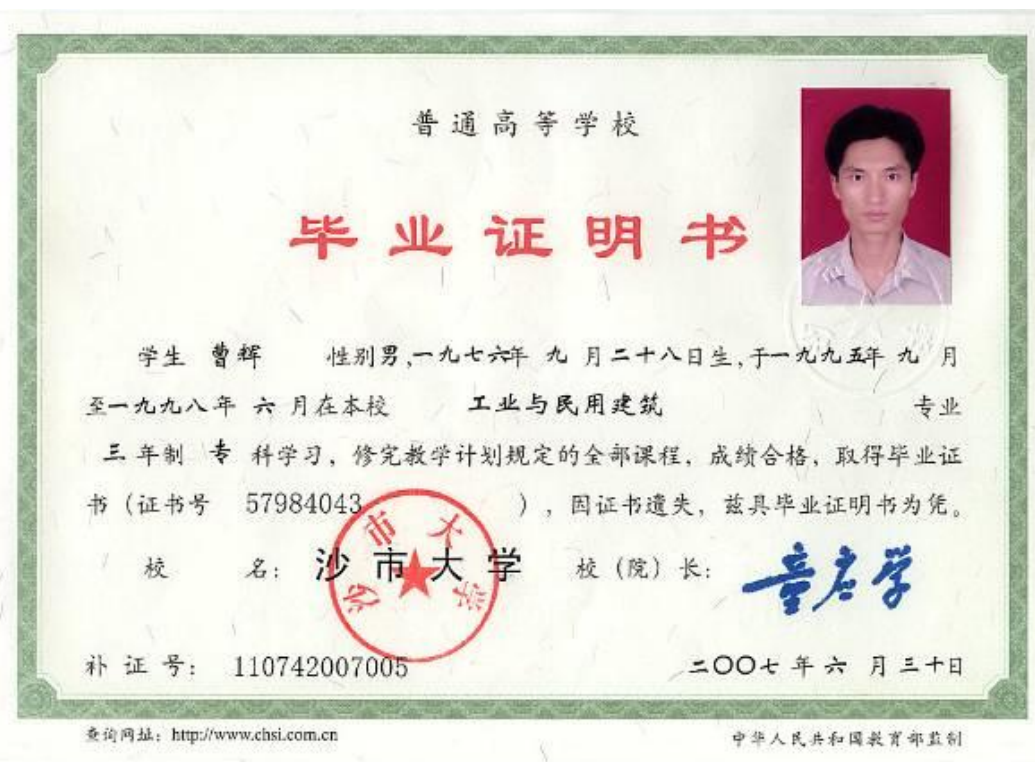 普通高等学校
毕业证明书
学生 曹辉 性别男,一九七六年 九 月二十八日生,于一九九五年 九 月
至一九九八年 六 月在本校 工业与民用建筑 专业
三 年制 专 科学习,修完教学计划规定的全部课程,成绩合格,取得毕业证
书(证书号 57984043 ),因证书遗失,兹具毕业证明书为凭。
校 名: 沙市大学 校(院)长:
沙市大学
补 证 号: 110742007005 二〇〇七 年 六 月 三十日
查询网址: http://www.chsi.com.cn 中华人民共和国教育部监制